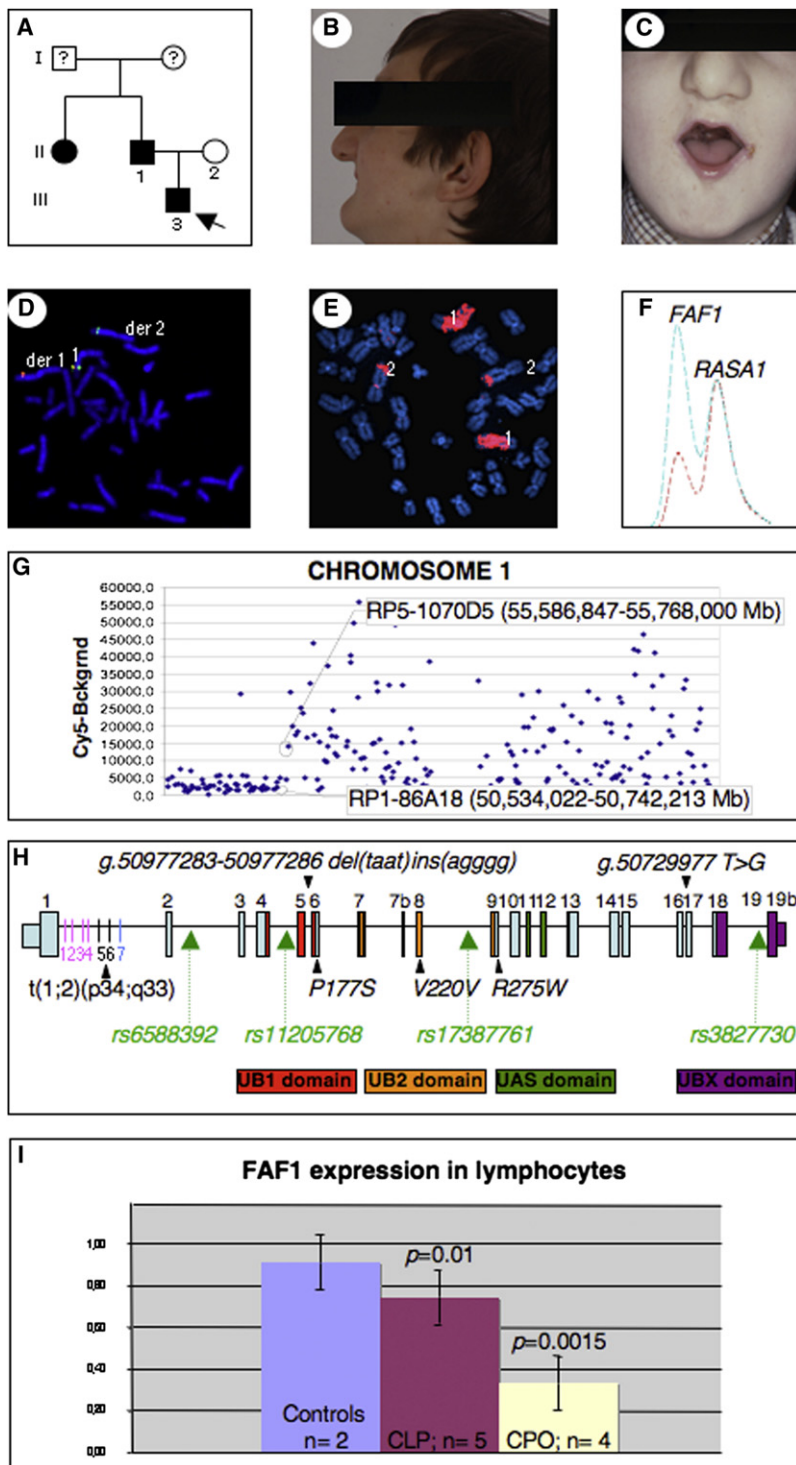 A
B
C
I
?
?
II
1
2
III
3
D
E
F
der 2
der 1
1
1
2
2
1
FAF1
RASA1
G
CHROMOSOME 1
60000,0
55000,0
50000,0
45000,0
40000,0
35000,0
30000,0
25000,0
20000,0
15000,0
10000,0
5000,0
0,0
Cy5-Bckgrnd
RP5-1070D5 (55,586,847-55,768,000 Mb)
RP1-86A18 (50,534,022-50,742,213 Mb)
H
g.50977283-50977286 del(taat)ins(agggg)
g.50729977 T>G
1 2 3 4 5 6 7 7b 8 9 10 11 12 13 14 15 16 17 18 19 19b
1 2 3 4 5 6 7
t(1;2)(p34;q33)
P177S
V220V
R275W
rs6588392
rs11205768
rs17387761
rs3827730
UB1 domain
UB2 domain
UAS domain
UBX domain
I
FAF1 expression in lymphocytes
1,00
0,80
0,60
0,40
0,20
0,00
p=0.01
p=0.0015
Controls
n= 2
CLP; n= 5
CPO; n= 4